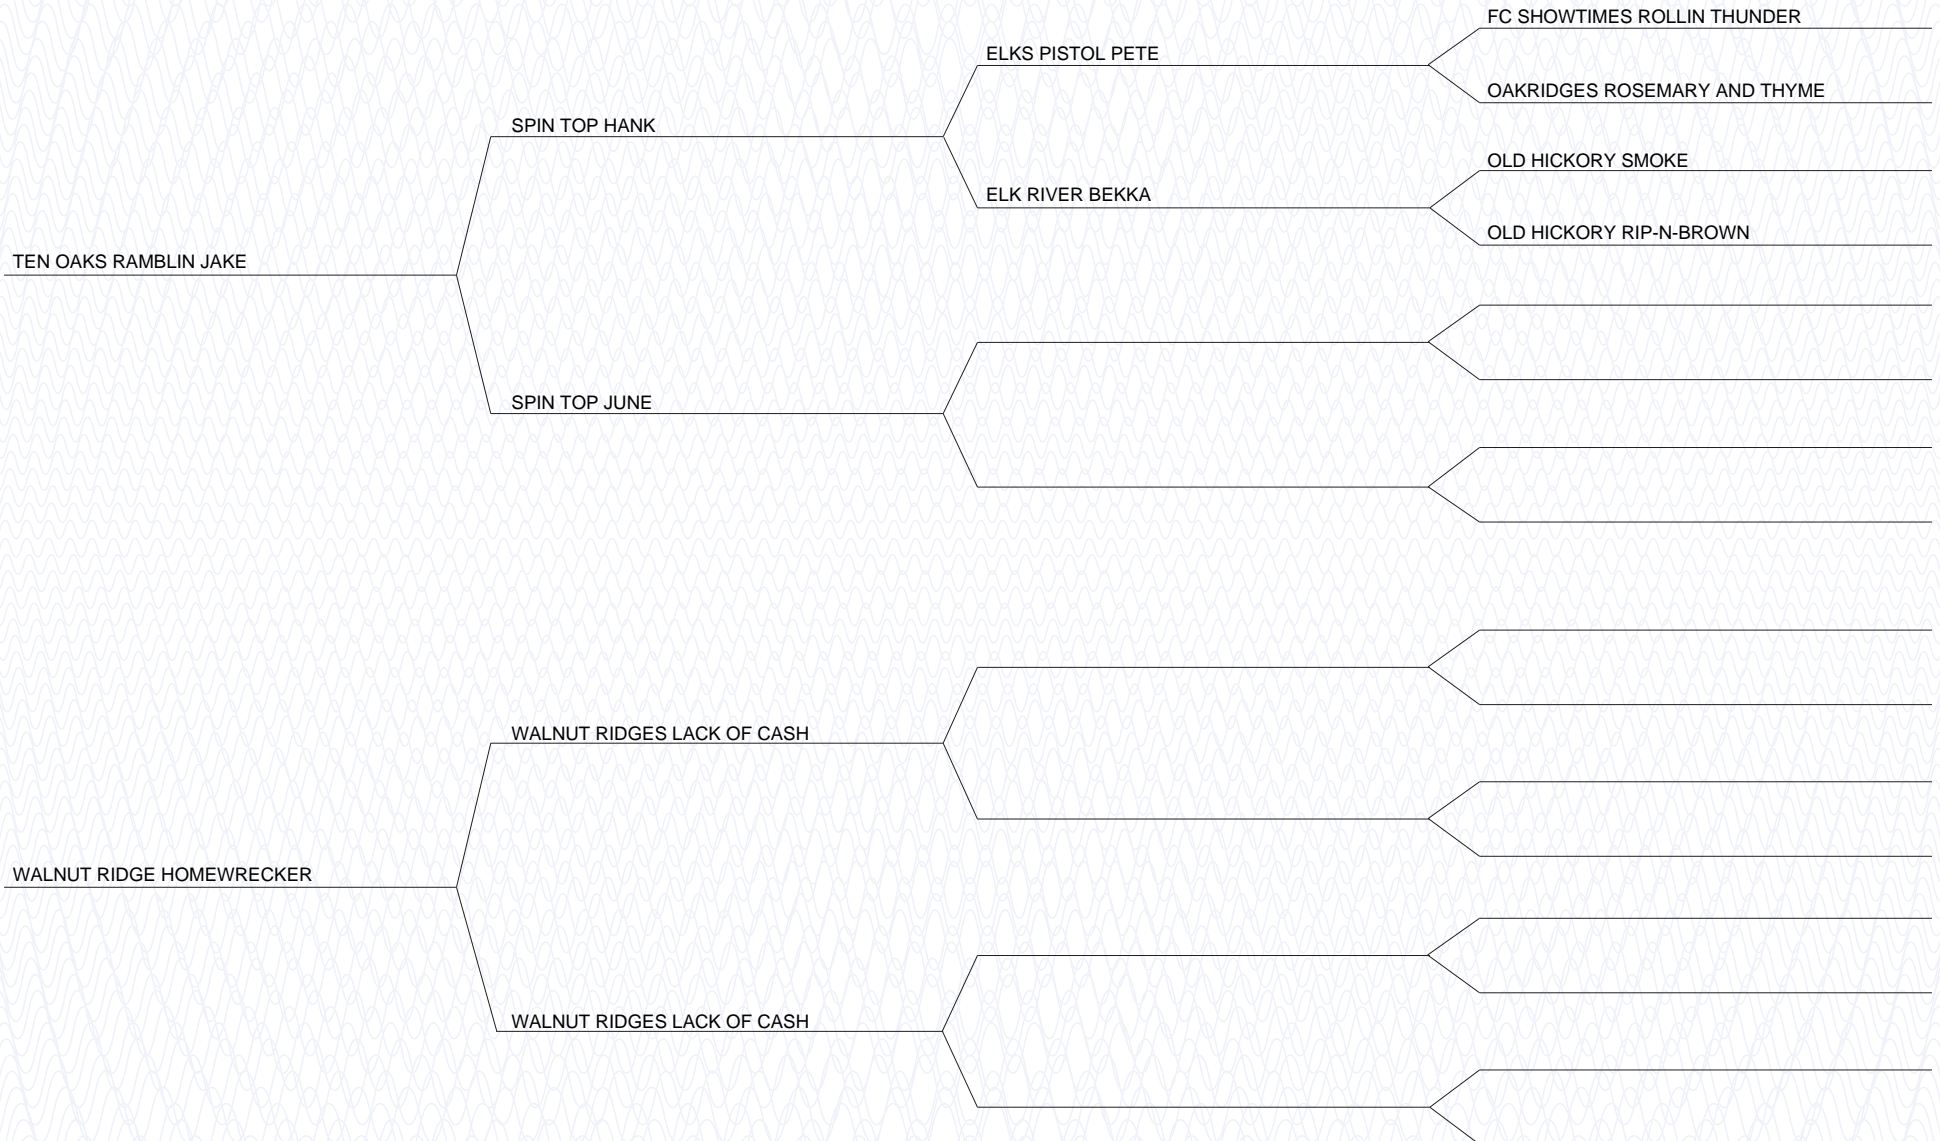 FC SHOWTIMES ROLLIN THUNDER
ELKS PISTOL PETE
OAKRIDGES ROSEMARY AND THYME
SPIN TOP HANK
OLD HICKORY SMOKE
ELK RIVER BEKKA
OLD HICKORY RIP-N-BROWN
TEN OAKS RAMBLIN JAKE
SPIN TOP JUNE
WALNUT RIDGES LACK OF CASH
WALNUT RIDGE HOMEWRECKER
WALNUT RIDGES LACK OF CASH